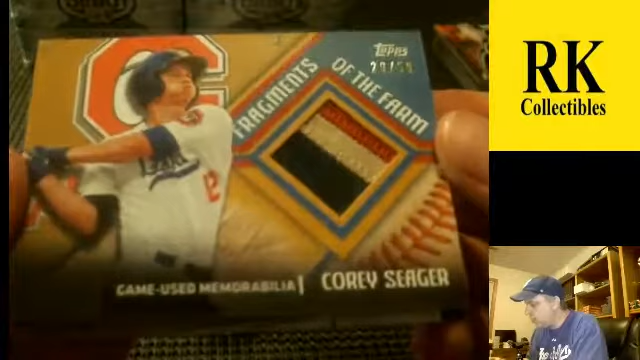 Topps
FRAGMENTS
OF THE FARM
GAME-USED MEMORABILIA
COREY SEAGER
RK
Collectibles